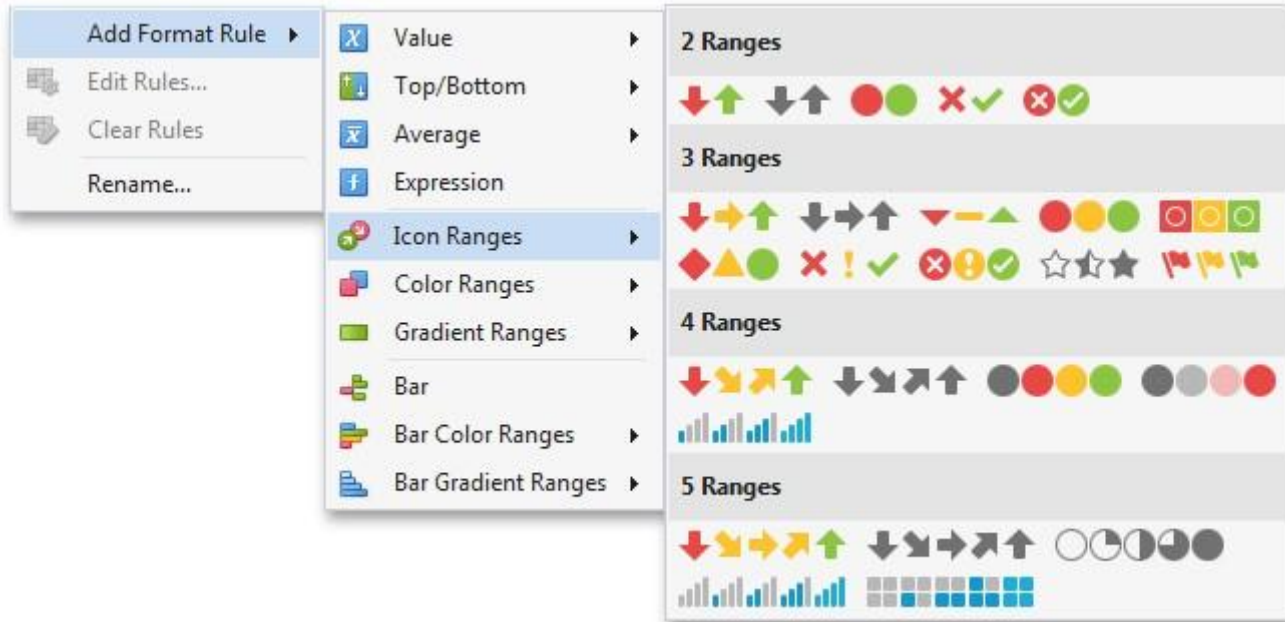 Add Format Rule
Edit Rules...
Clear Rules
Rename...
Value
Top/Bottom
Average
Expression
Icon Ranges
Color Ranges
Gradient Ranges
Bar
Bar Color Ranges
Bar Gradient Ranges
2 Ranges
3 Ranges
4 Ranges
5 Ranges